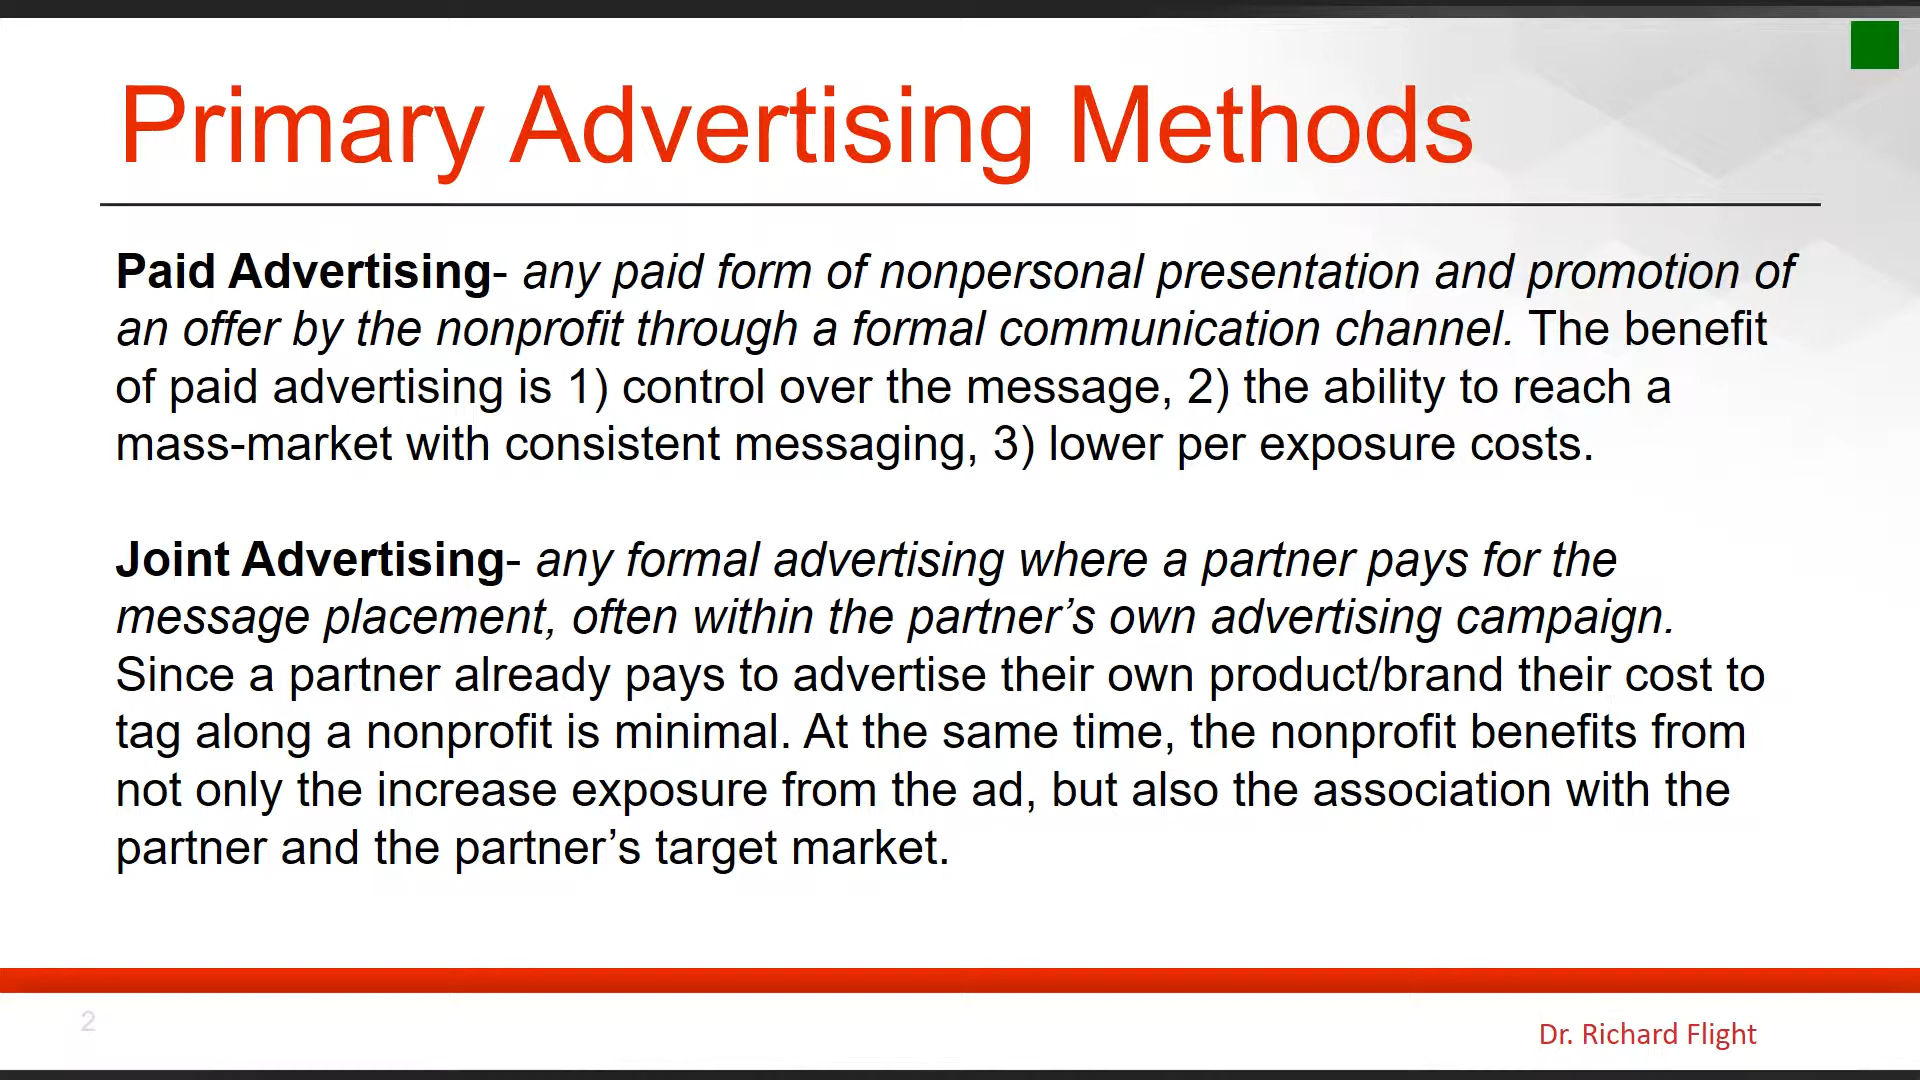 Primary Advertising Methods
Paid Advertising- any paid form of nonpersonal presentation and promotion of
an offer by the nonprofit through a formal communication channel. The benefit
of paid advertising is 1) control over the message, 2) the ability to reach a
mass-market with consistent messaging, 3) lower per exposure costs.
Joint Advertising- any formal advertising where a partner pays for the
message placement, often within the partner’s own advertising campaign.
Since a partner already pays to advertise their own product/brand their cost to
tag along a nonprofit is minimal. At the same time, the nonprofit benefits from
not only the increase exposure from the ad, but also the association with the
partner and the partner’s target market.
2
Dr. Richard Flight